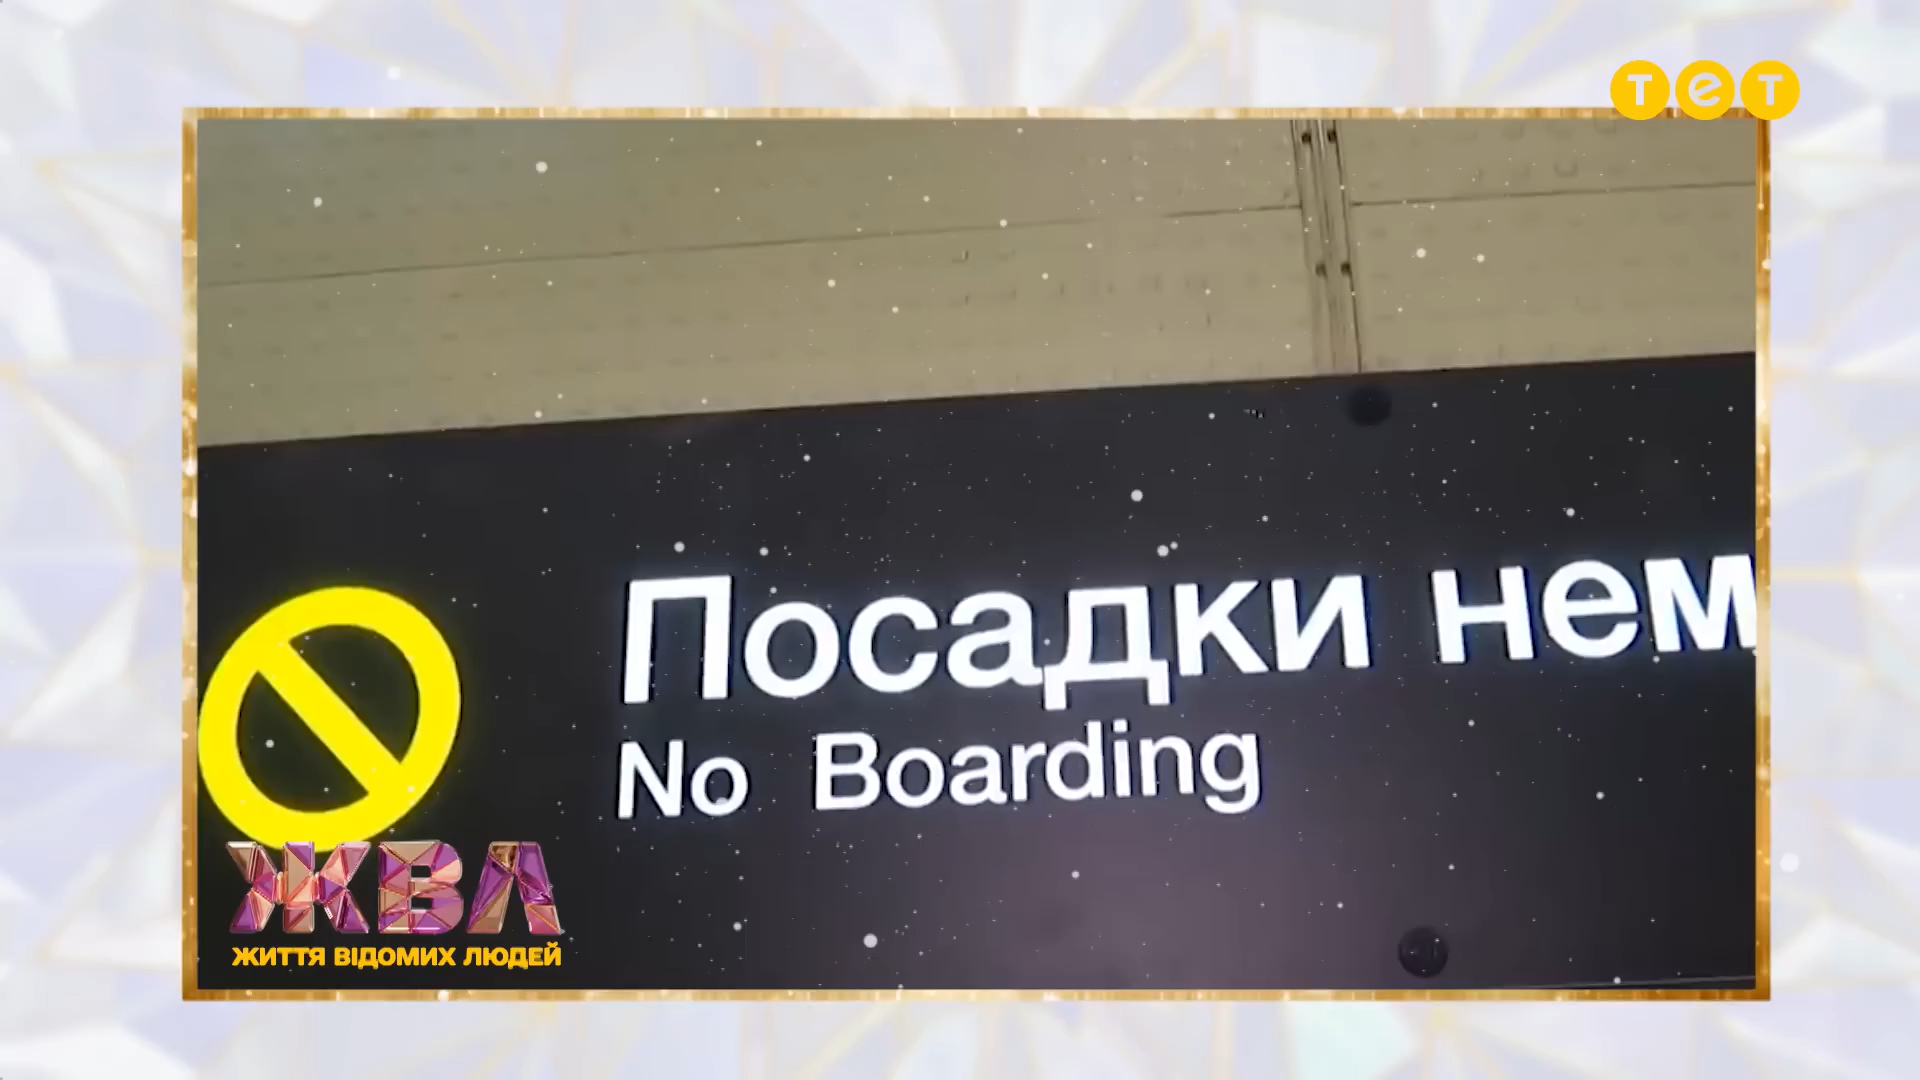 тет
Посадки нем
No Boarding
ЖВЛ
ЖИТТЯ ВІДОМИХ ЛЮДЕЙ